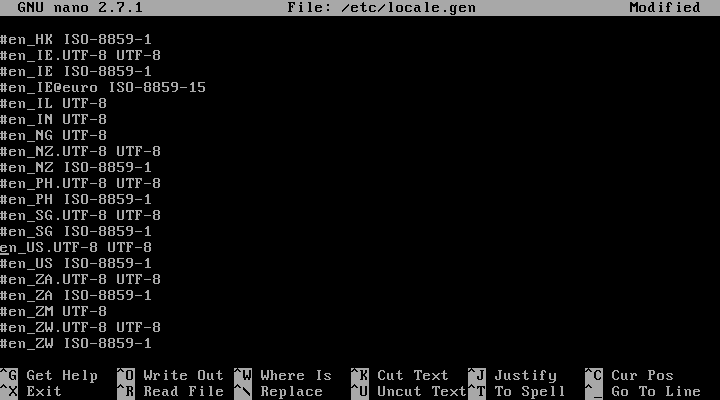 GNU nano 2.7.1 File: /etc/locale.gen Modified
#en_HK ISO-8859-1
#en_IE.UTF-8 UTF-8
#en_IE ISO-8859-1
#en_IE@euro ISO-8859-15
#en_IL UTF-8
#en_IN UTF-8
#en_NG UTF-8
#en_NZ.UTF-8 UTF-8
#en_NZ ISO-8859-1
#en_PH.UTF-8 UTF-8
#en_PH ISO-8859-1
#en_SG.UTF-8 UTF-8
#en_SG ISO-8859-1
en_US.UTF-8 UTF-8
#en_US ISO-8859-1
#en_ZA.UTF-8 UTF-8
#en_ZA ISO-8859-1
#en_ZM UTF-8
#en_ZW.UTF-8 UTF-8
#en_ZW ISO-8859-1
^G Get Help ^O Write Out ^W Where Is ^K Cut Text ^J Justify ^C Cur Pos
^X Exit ^R Read File ^\ Replace ^U Uncut Text ^T To Spell ^_ Go To Line